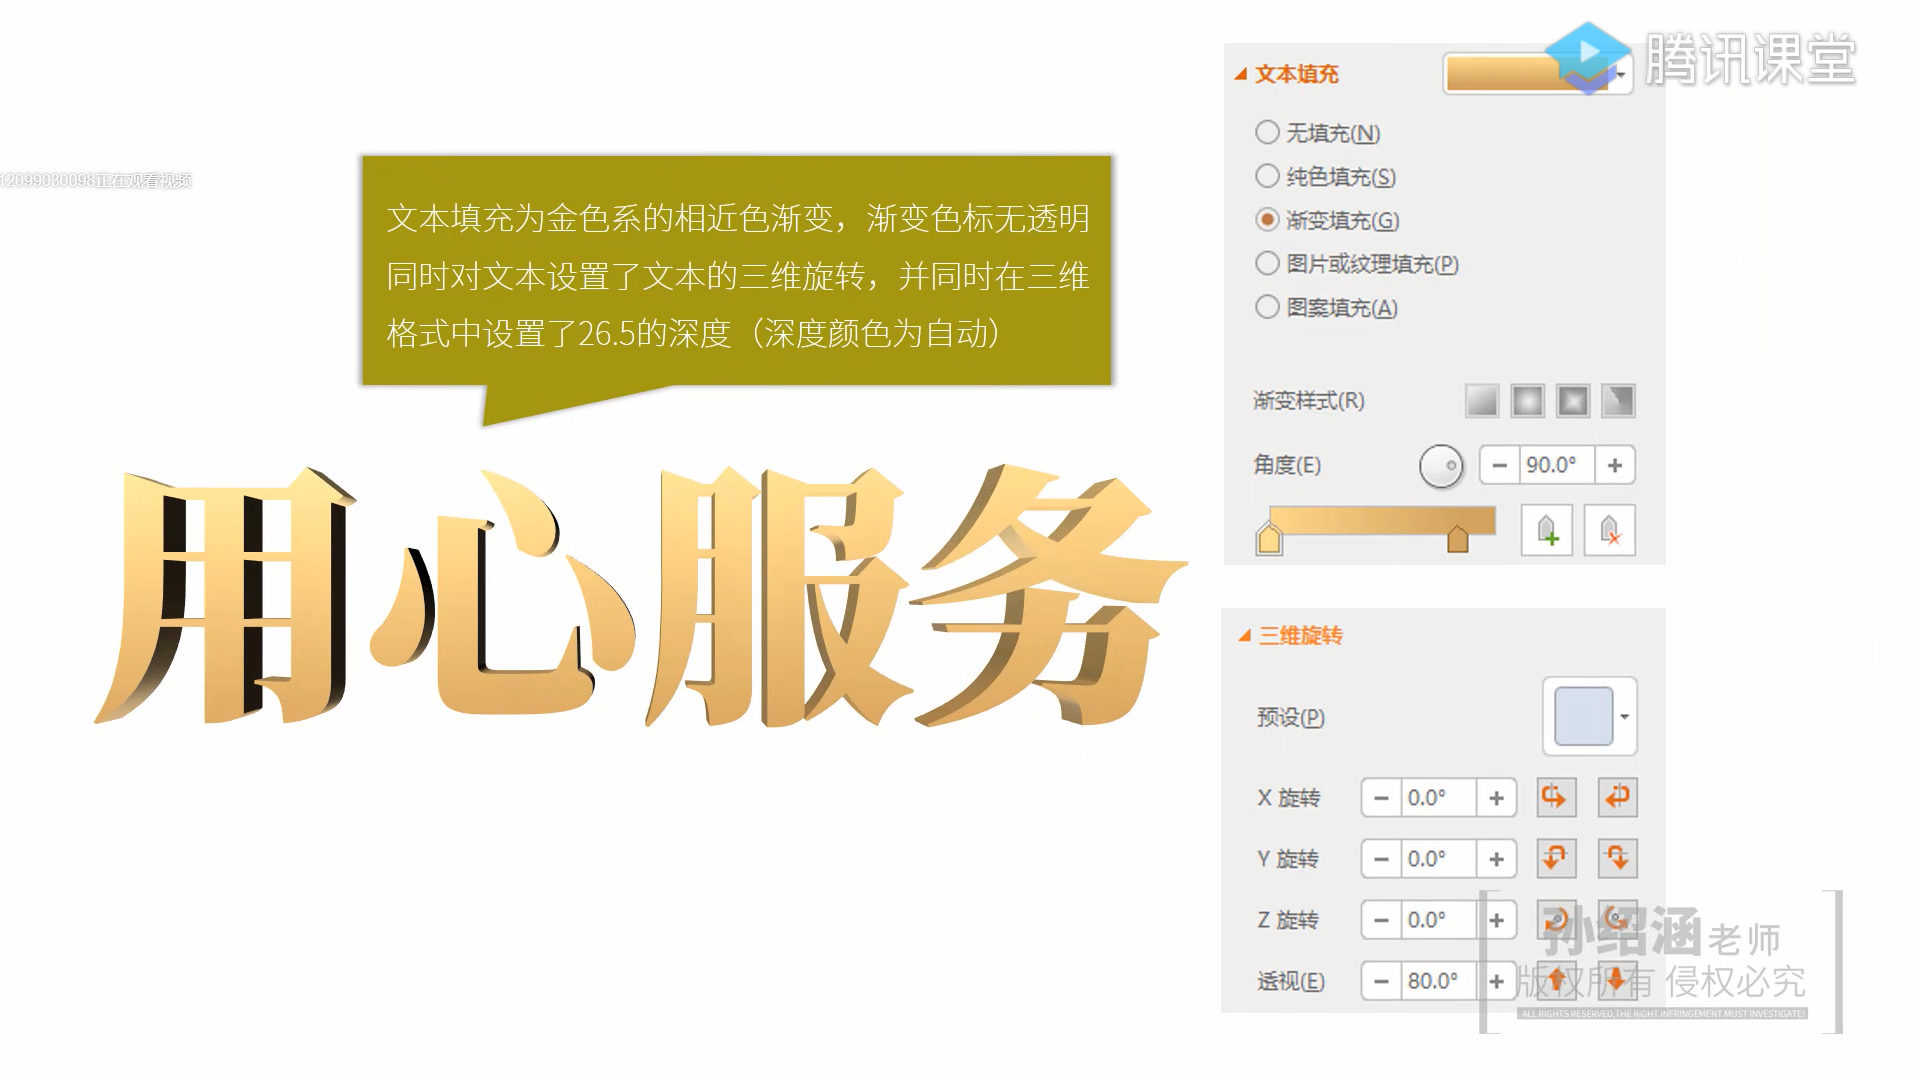 腾讯课堂
12099030098正在观看视频
文本填充为金色系的相近色渐变，渐变色标无透明
同时对文本设置了文本的三维旋转，并同时在三维
格式中设置了26.5的深度（深度颜色为自动）
用心服务
文本填充
无填充(N)
纯色填充(S)
渐变填充(G)
图片或纹理填充(P)
图案填充(A)
渐变样式(R)
角度(E) 90.0°
三维旋转
预设(P)
X 旋转 0.0°
Y 旋转 0.0°
Z 旋转 0.0°
透视(E) 80.0°
孙绍涵老师
版权所有 侵权必究
ALL RIGHTS RESERVED,THE RIGHT INFRINGEMENT MUST INVESTIGATE!